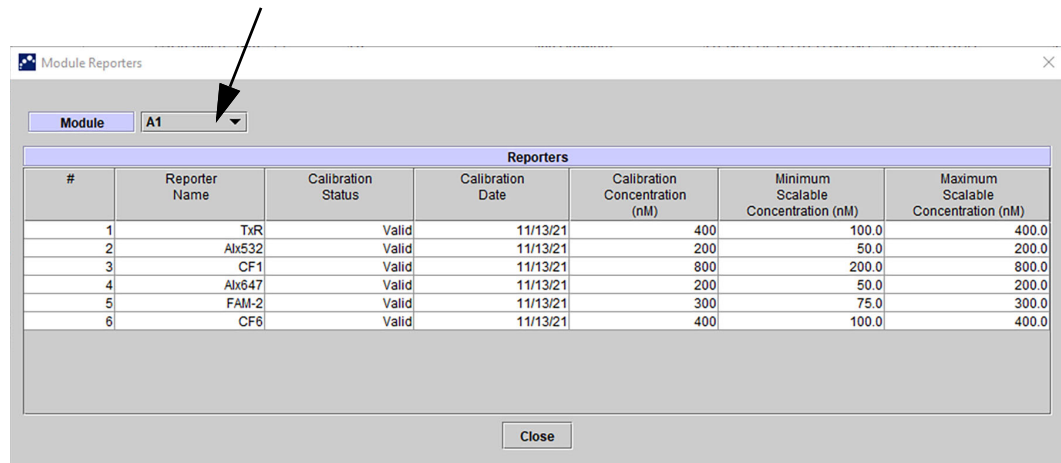 Module Reporters
Module A1
Reporters
# Reporter Name Calibration Status Calibration Date Calibration Concentration (nM) Minimum Scalable Concentration (nM) Maximum Scalable Concentration (nM)
1 TxR Valid 11/13/21 400 100.0 400.0
2 Alx532 Valid 11/13/21 200 50.0 200.0
3 CF1 Valid 11/13/21 800 200.0 800.0
4 Alx647 Valid 11/13/21 200 50.0 200.0
5 FAM-2 Valid 11/13/21 300 75.0 300.0
6 CF6 Valid 11/13/21 400 100.0 400.0
Close